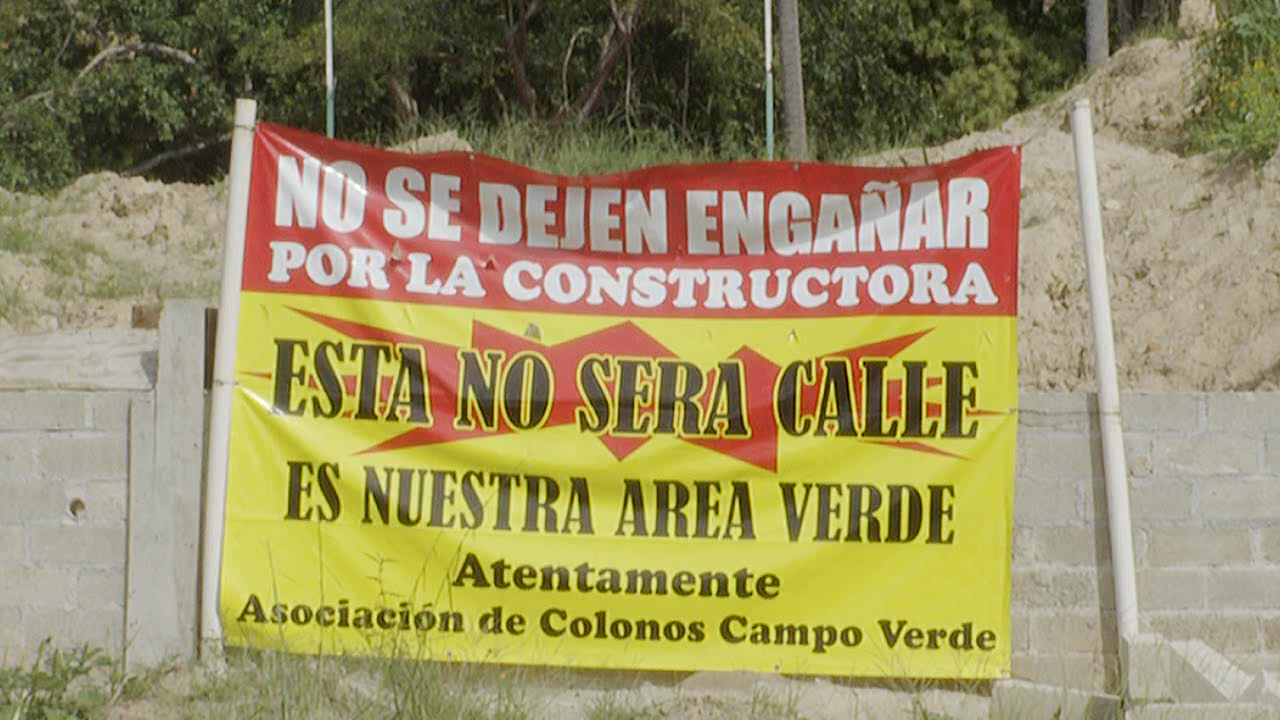 NO SE DEJEN ENGAÑAR
POR LA CONSTRUCTORA
ESTA NO SERA CALLE
ES NUESTRA AREA VERDE
Atentamente
Asociación de Colonos Campo Verde